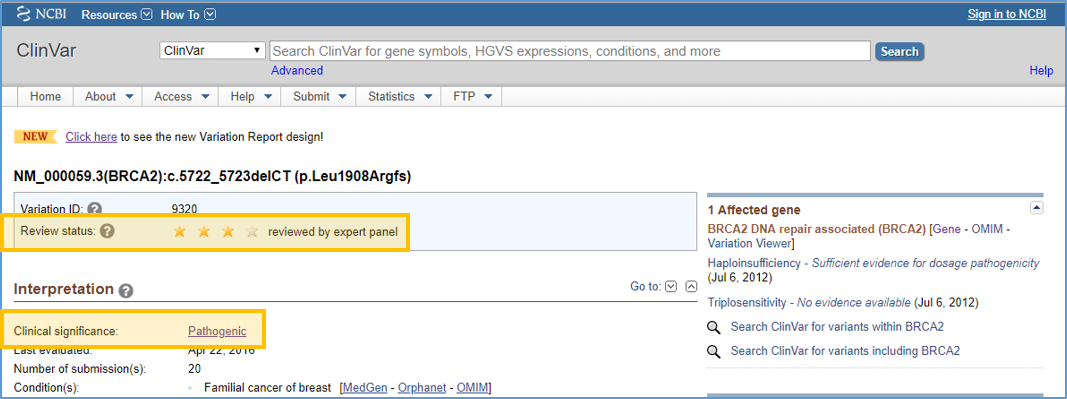 NCBI Resources How To Sign in to NCBI
ClinVar ClinVar Search ClinVar for gene symbols, HGVS expressions, conditions, and more Search
Advanced Help
Home About Access Help Submit Statistics FTP
NEW Click here to see the new Variation Report design!
NM_000059.3(BRCA2):c.5722_5723delCT (p.Leu1908Argfs)
Variation ID: ? 9320
Review status: ? reviewed by expert panel
Interpretation ? Go to:
Clinical significance: Pathogenic
Last evaluated: Apr 22, 2016
Number of submission(s): 20
Condition(s): Familial cancer of breast [MedGen - Orphanet - OMIM]
1 Affected gene
BRCA2 DNA repair associated (BRCA2) [Gene - OMIM -
Variation Viewer]
Haploinsufficiency - Sufficient evidence for dosage pathogenicity
(Jul 6, 2012)
Triplosensitivity - No evidence available (Jul 6, 2012)
Search ClinVar for variants within BRCA2
Search ClinVar for variants including BRCA2